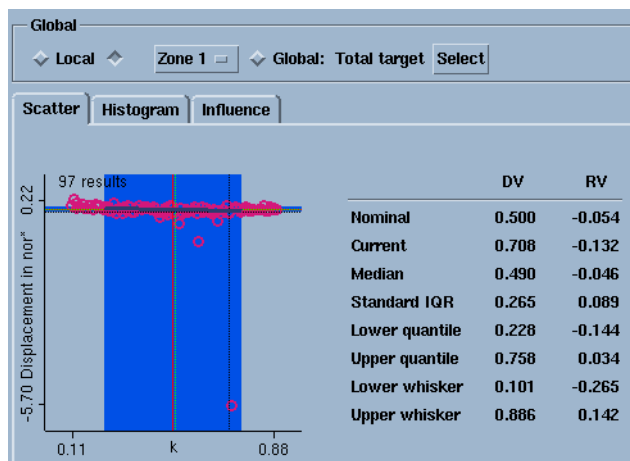 Global
Local Zone 1 Global: Total target Select
Scatter Histogram Influence
97 results
0.22
Displacement in nor"
-5.70
0.11 k 0.88
DV RV
Nominal 0.500 -0.054
Current 0.708 -0.132
Median 0.490 -0.046
Standard IQR 0.265 0.089
Lower quantile 0.228 -0.144
Upper quantile 0.758 0.034
Lower whisker 0.101 -0.265
Upper whisker 0.886 0.142